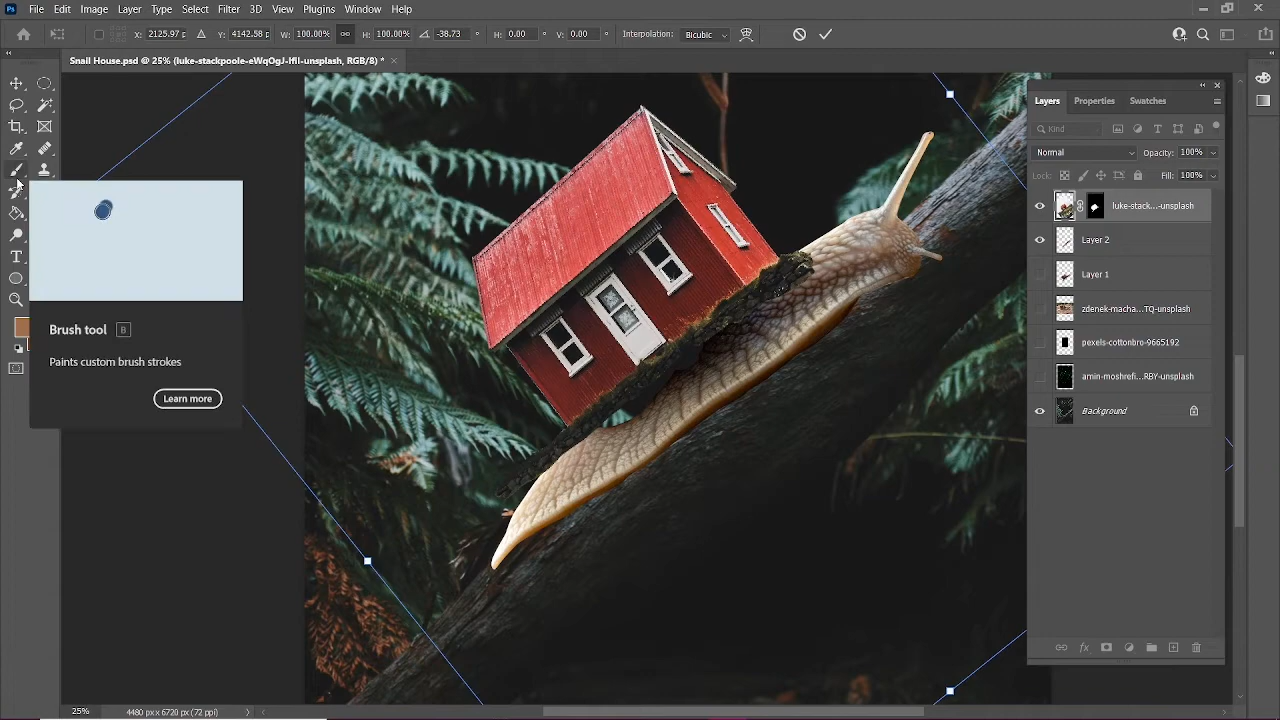 Ps File Edit Image Layer Type Select Filter 3D View Plugins Window Help
X: 2125.97 p Y: 4142.58 p W: 100.00% H: 100.00% -38.73 ° H: 0.00 ° V: 0.00 ° Interpolation: Bicubic
Snail House.psd @ 25% (luke-stackpoole-eWqOgJ-lfiI-unsplash, RGB/8) *
Layers Properties Swatches
Kind
Normal Opacity: 100%
Lock: Fill: 100%
luke-stack...-unsplash
Layer 2
Layer 1
zdenek-macha...TQ-unsplash
pexels-cottonbro-9665192
amin-moshrefi...RBY-unsplash
Background
Brush tool B
Paints custom brush strokes
Learn more
25% 4480 px x 6720 px (72 ppi)